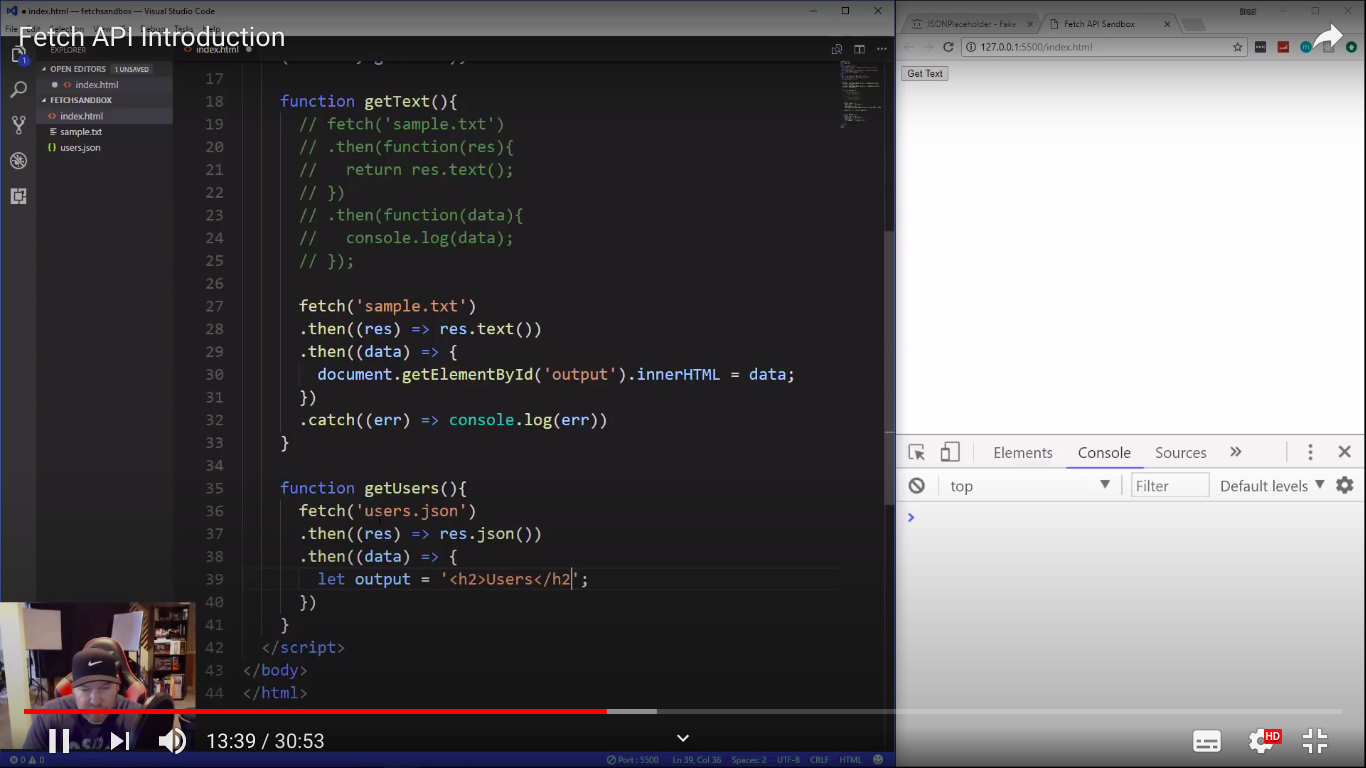 index.html — fetchsandbox — Visual Studio Code
Fetch API Introduction
EXPLORER
index.html
OPEN EDITORS 1 UNSAVED
index.html
FETCHSANDBOX
index.html
sample.txt
users.json
17
18 function getText(){
19 // fetch('sample.txt')
20 // .then(function(res){
21 //   return res.text();
22 // })
23 // .then(function(data){
24 //   console.log(data);
25 // });
26
27 fetch('sample.txt')
28 .then((res) => res.text())
29 .then((data) => {
30 document.getElementById('output').innerHTML = data;
31 })
32 .catch((err) => console.log(err))
33 }
34
35 function getUsers(){
36 fetch('users.json')
37 .then((res) => res.json())
38 .then((data) => {
39 let output = '<h2>Users</h2';
40 })
41 }
42 </script>
43 </body>
44 </html>
13:39 / 30:53
0 0
Port : 5500 Ln 39, Col 36 Spaces: 2 UTF-8 CRLF HTML
Brad
JSONPlaceholder - Fake
Fetch API Sandbox
127.0.0.1:5500/index.html
Get Text
Elements Console Sources
top Filter Default levels
HD